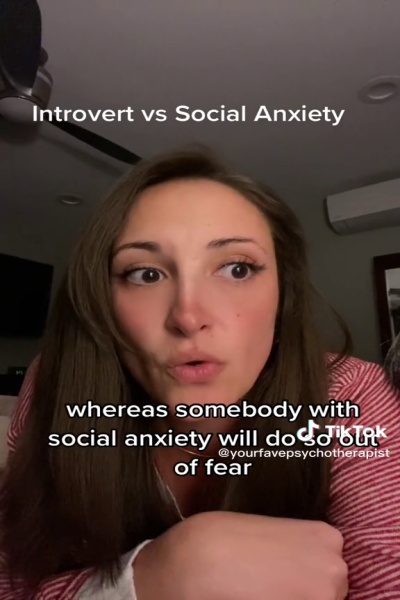 Introvert vs Social Anxiety
whereas somebody with
social anxiety will do so out
TikTok
@yourfavepsychotherapist
of fear